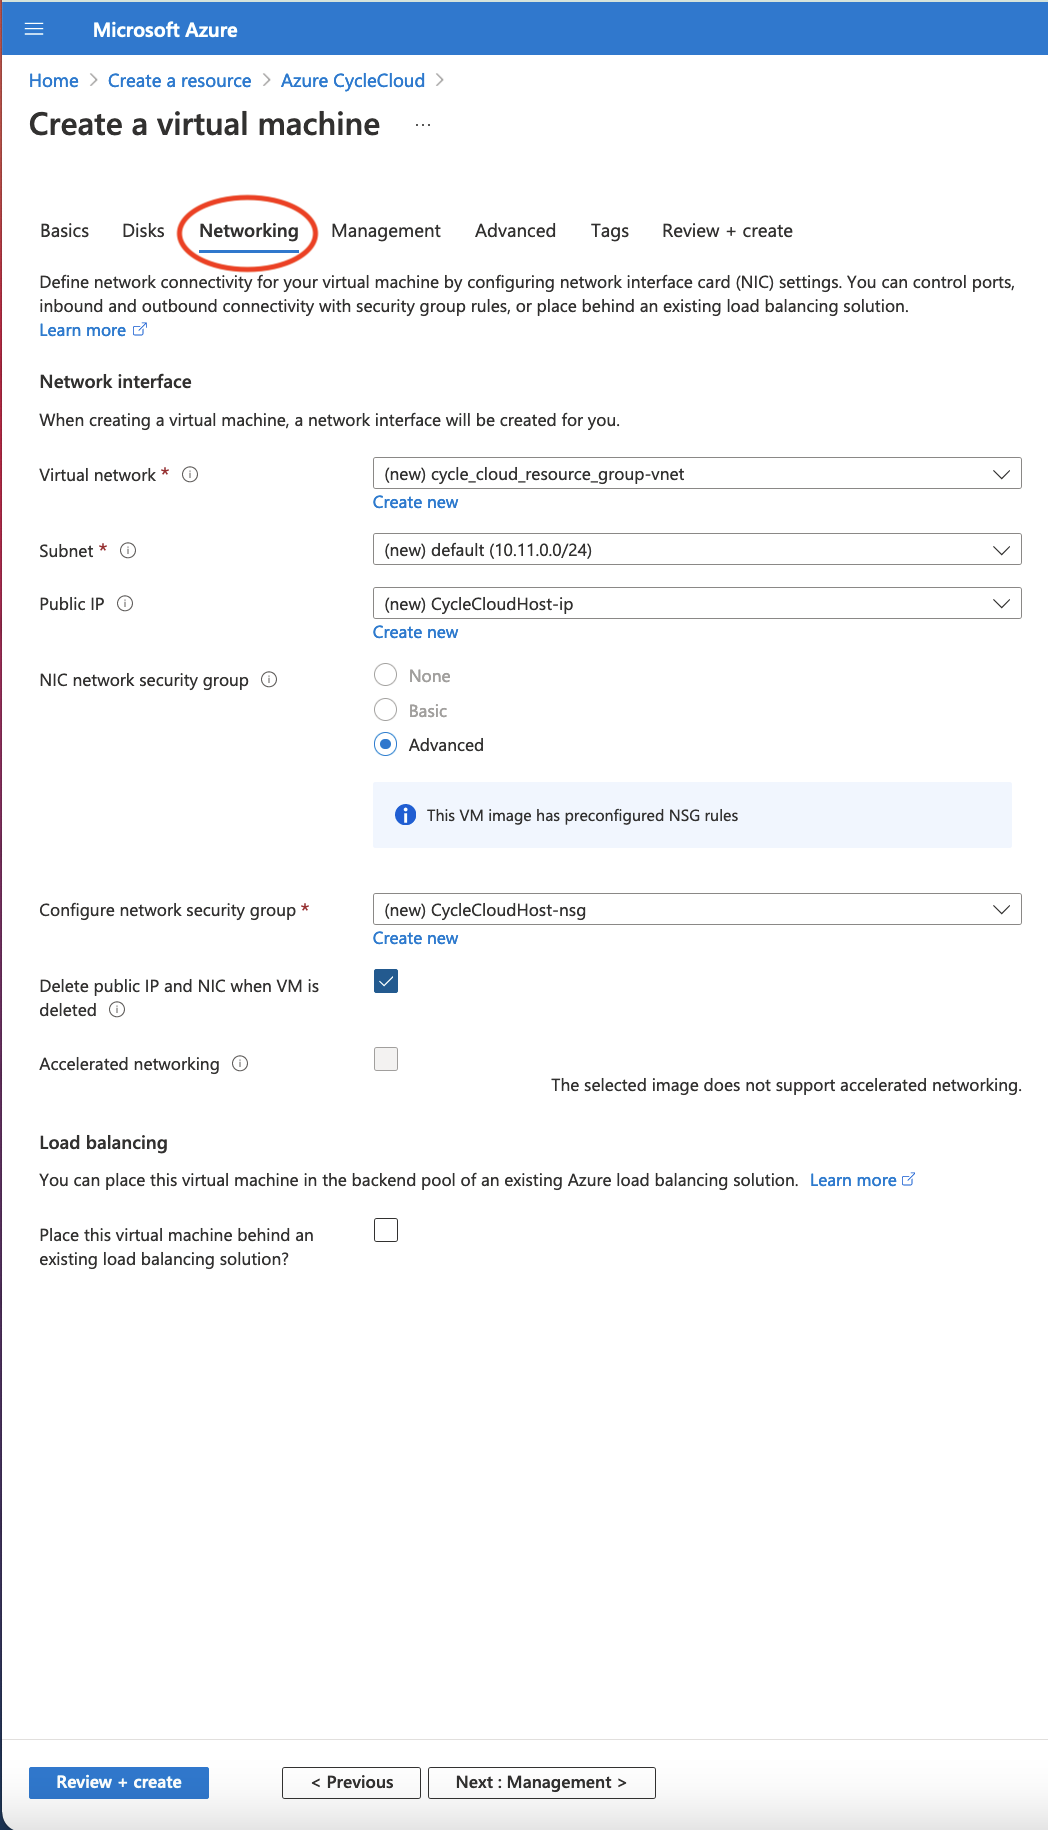 Microsoft Azure
Home > Create a resource > Azure CycleCloud >
Create a virtual machine ...
Basics Disks Networking Management Advanced Tags Review + create
Define network connectivity for your virtual machine by configuring network interface card (NIC) settings. You can control ports,
inbound and outbound connectivity with security group rules, or place behind an existing load balancing solution.
Learn more
Network interface
When creating a virtual machine, a network interface will be created for you.
Virtual network * (new) cycle_cloud_resource_group-vnet
Create new
Subnet * (new) default (10.11.0.0/24)
Public IP (new) CycleCloudHost-ip
Create new
NIC network security group None
Basic
Advanced
This VM image has preconfigured NSG rules
Configure network security group * (new) CycleCloudHost-nsg
Create new
Delete public IP and NIC when VM is
deleted
Accelerated networking
The selected image does not support accelerated networking.
Load balancing
You can place this virtual machine in the backend pool of an existing Azure load balancing solution. Learn more
Place this virtual machine behind an
existing load balancing solution?
Review + create < Previous Next : Management >